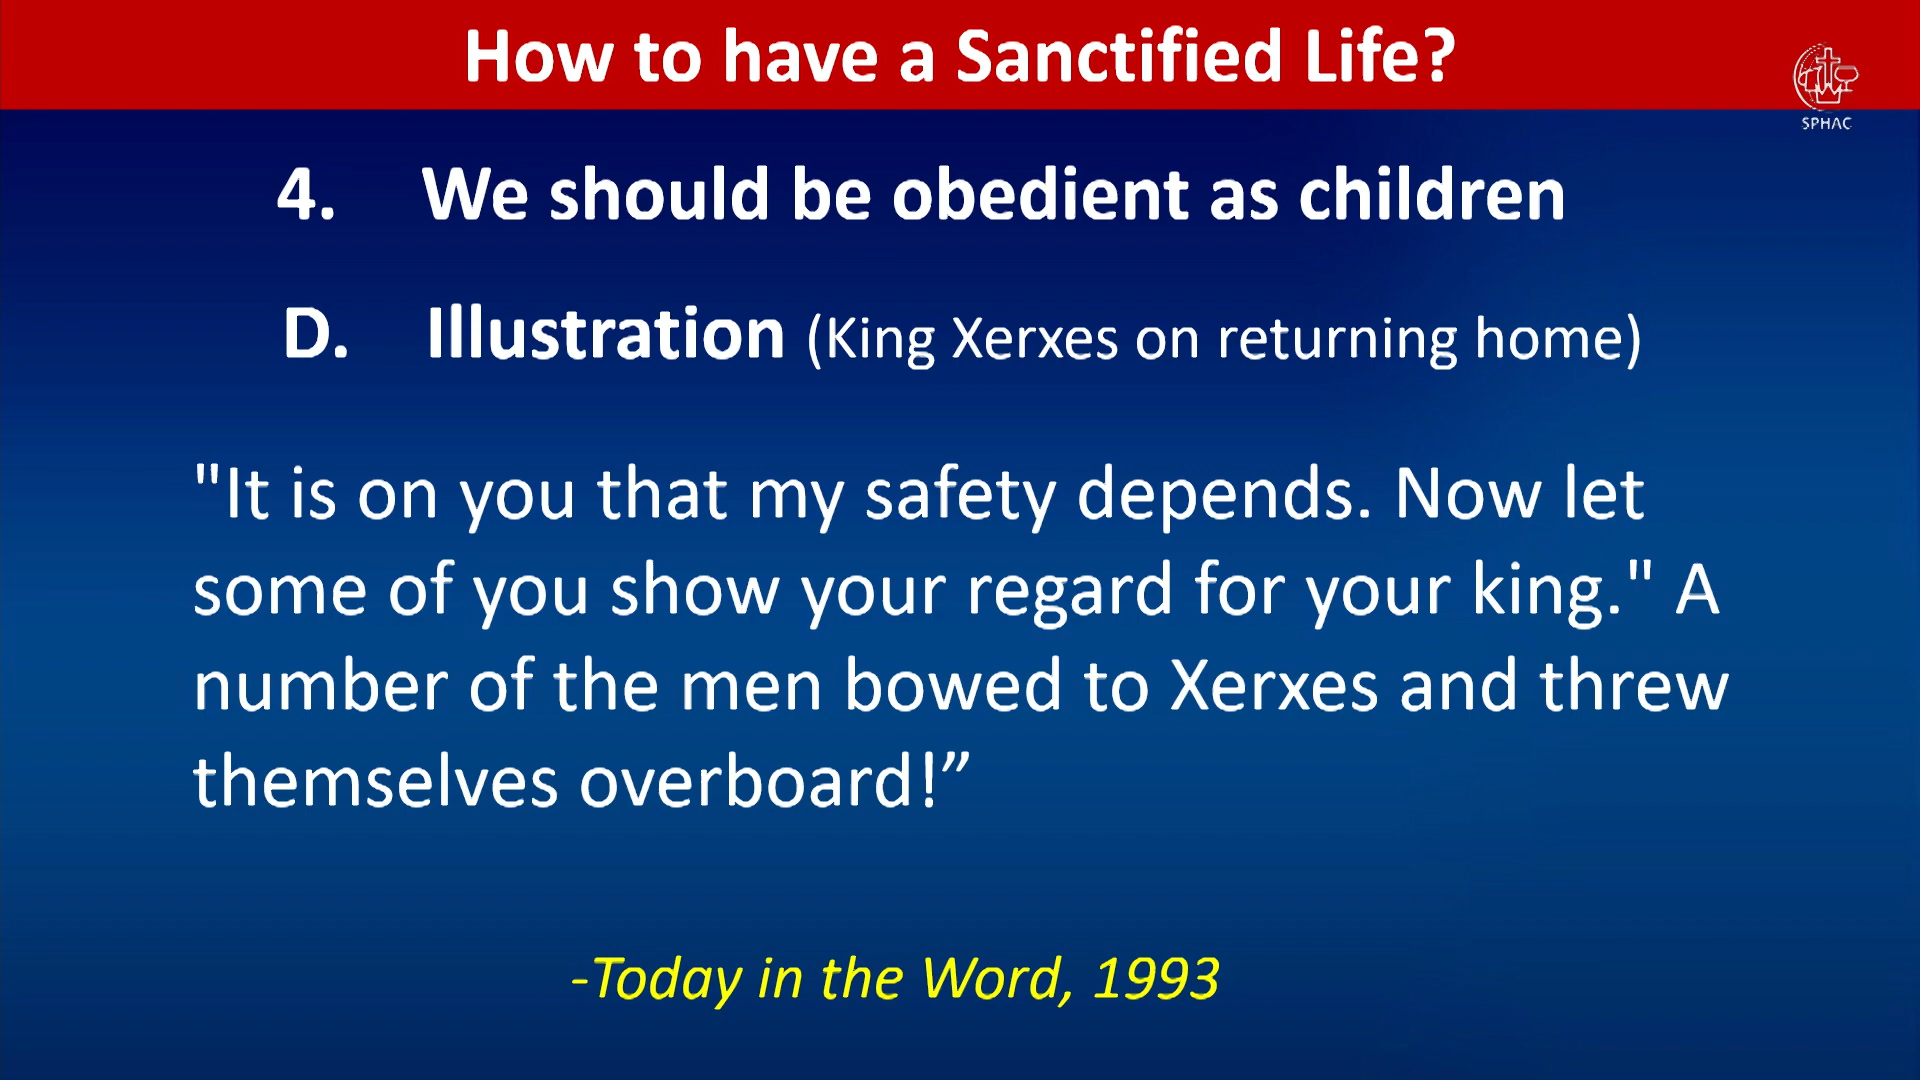 How to have a Sanctified Life?
SPHAC
4. We should be obedient as children
D. Illustration (King Xerxes on returning home)
"It is on you that my safety depends. Now let
some of you show your regard for your king." A
number of the men bowed to Xerxes and threw
themselves overboard!”
-Today in the Word, 1993